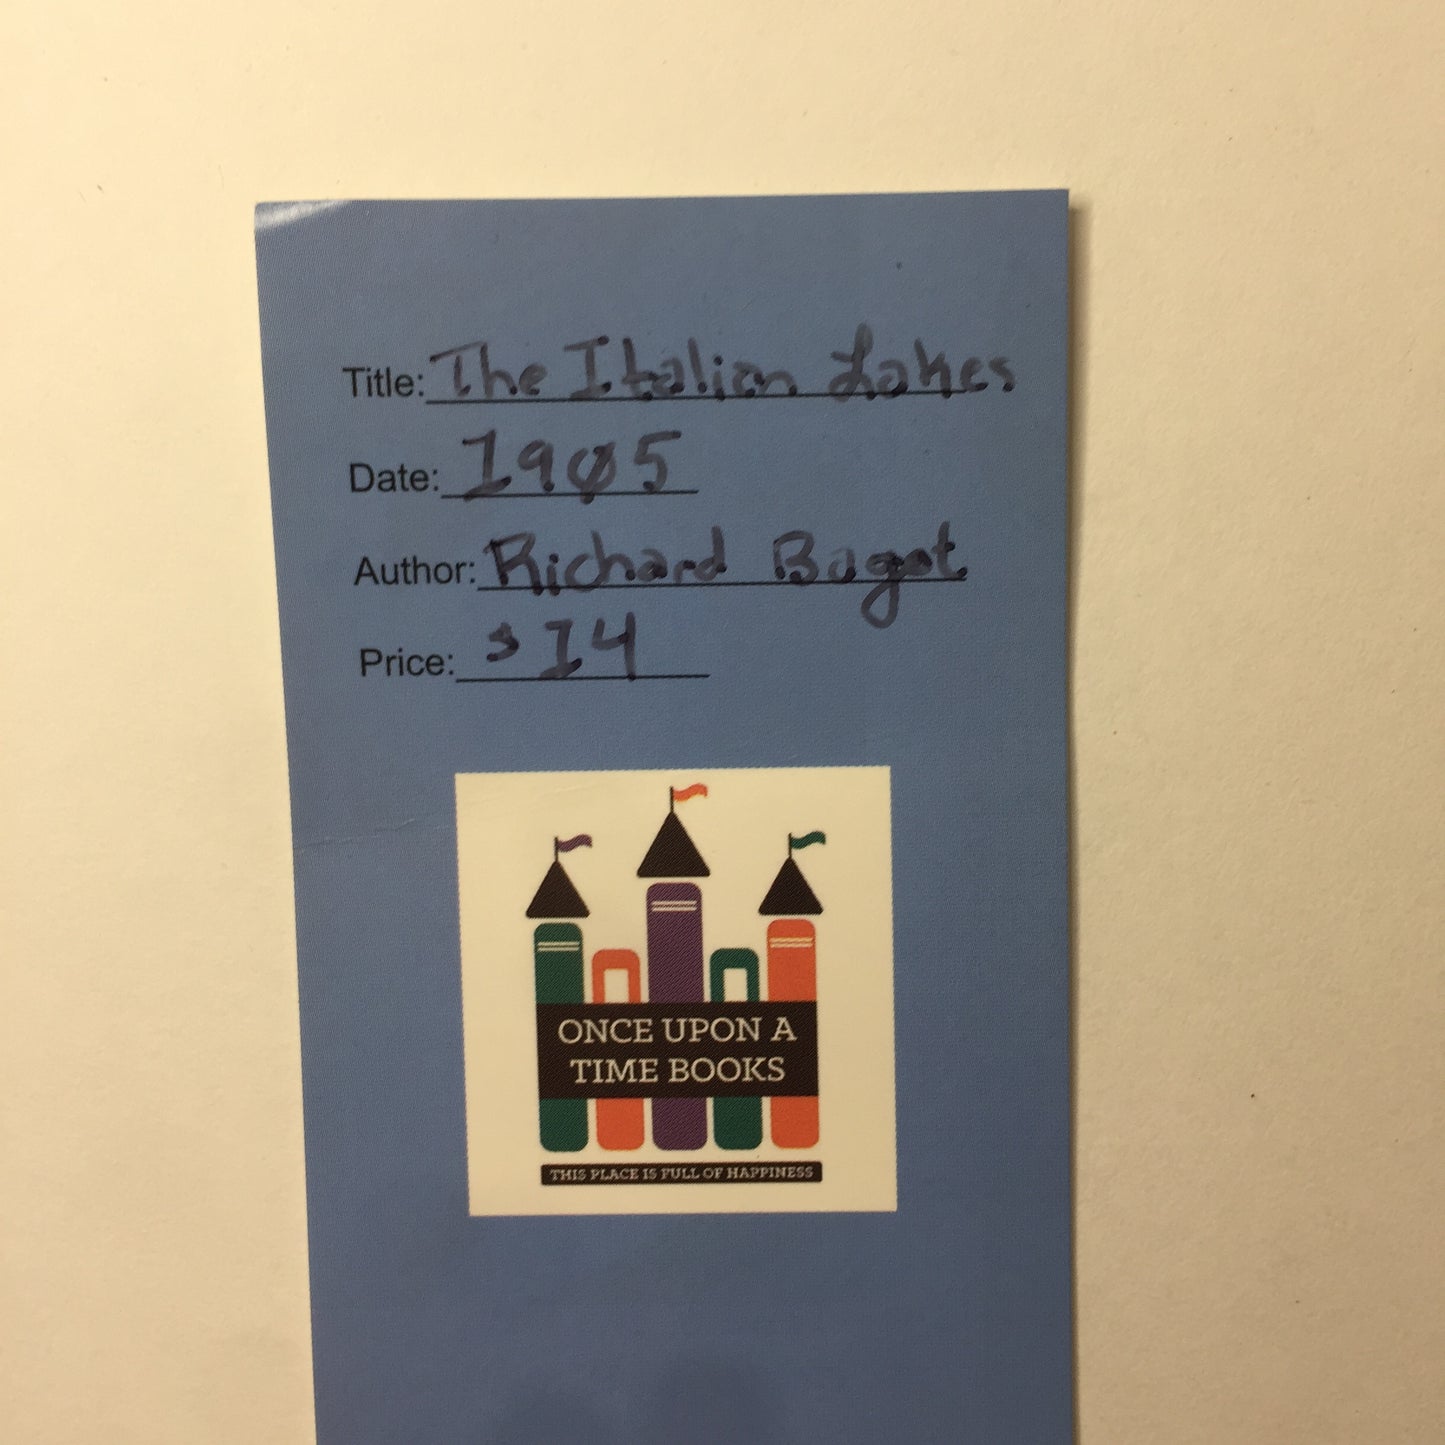 Title: The Italian Lakes
Date: 1905
Author: Richard Bagot
Price: $14
ONCE UPON A
TIME BOOKS
THIS PLACE IS FULL OF HAPPINESS